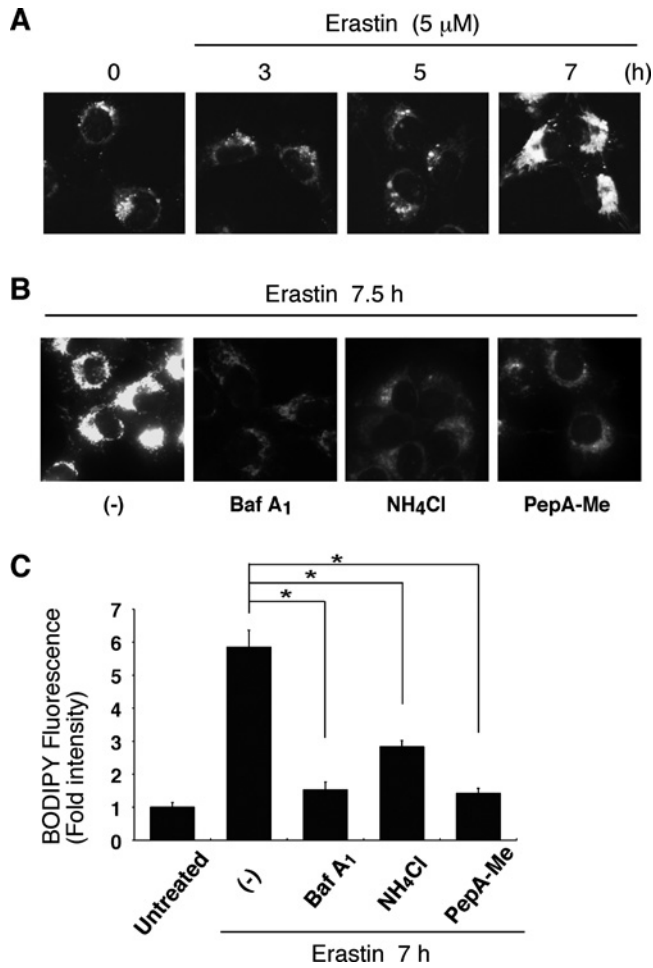 A
Erastin (5 μM)
0 3 5 7 (h)
B
Erastin 7.5 h
(-) Baf A1 NH4Cl PepA-Me
C
BODIPY Fluorescence
(Fold intensity)
7
6
5
4
3
2
1
0
*
*
*
Untreated (-) Baf A1 NH4Cl PepA-Me
Erastin 7 h